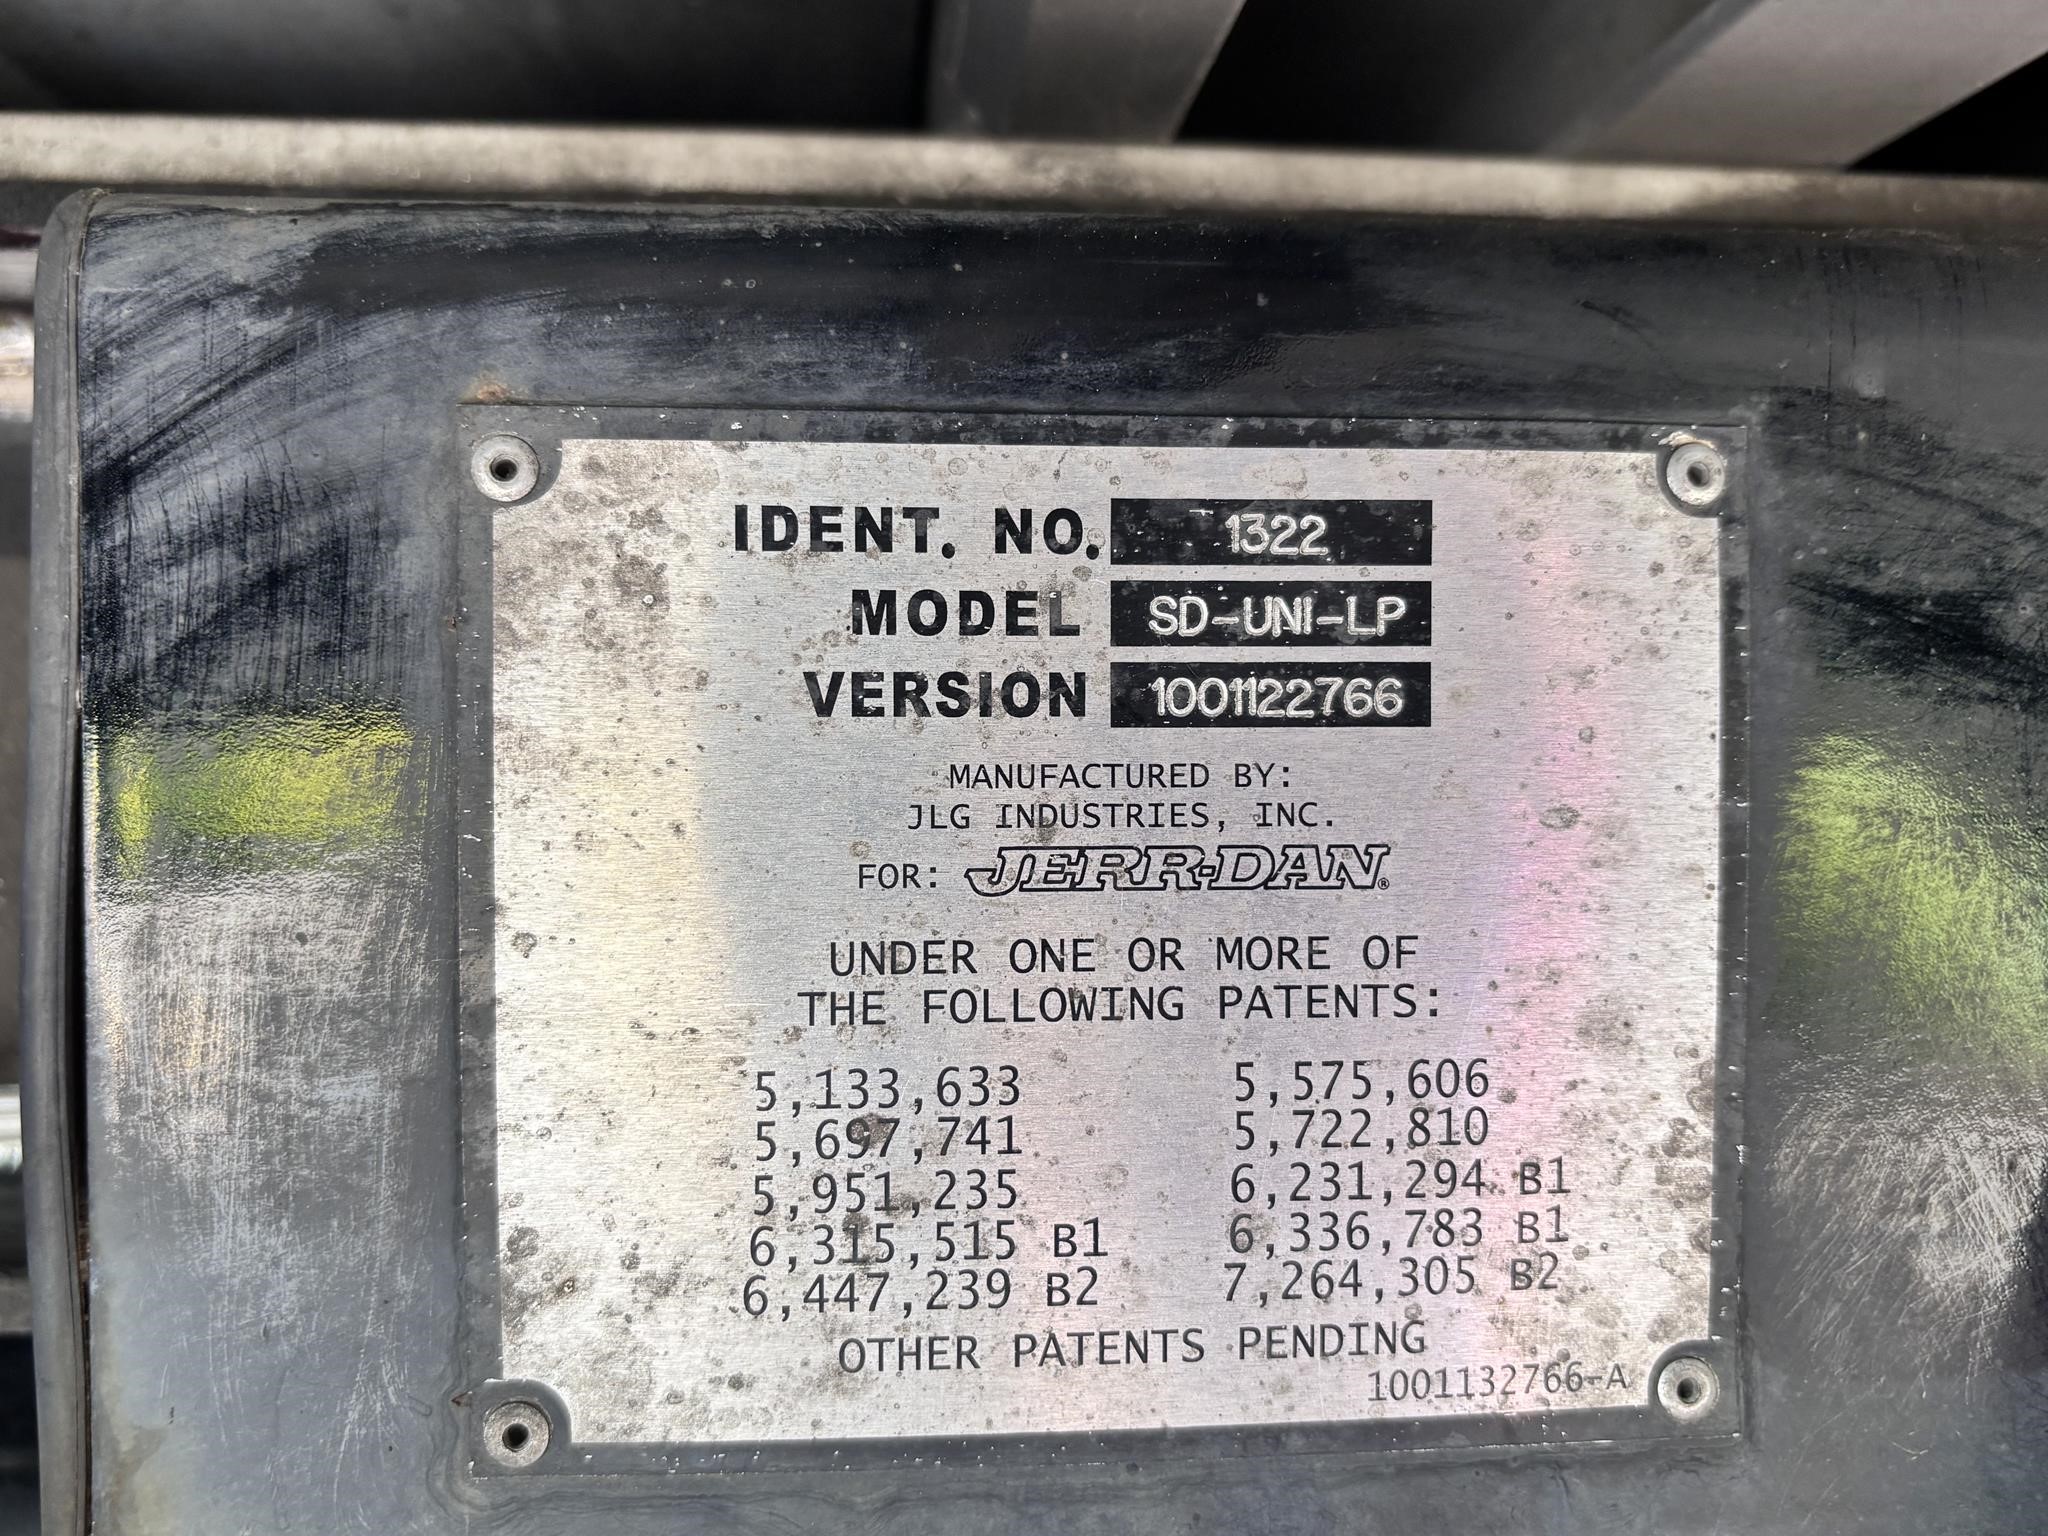 IDENT. NO. 1322
MODEL SD-UNI-LP
VERSION 1001122766
MANUFACTURED BY:
JLG INDUSTRIES, INC.
FOR: JERR-DAN®
UNDER ONE OR MORE OF
THE FOLLOWING PATENTS:
5,133,633 5,575,606
5,697,741 5,722,810
5,951,235 6,231,294 B1
6,315,515 B1 6,336,783 B1
6,447,239 B2 7,264,305 B2
OTHER PATENTS PENDING
1001132766-A